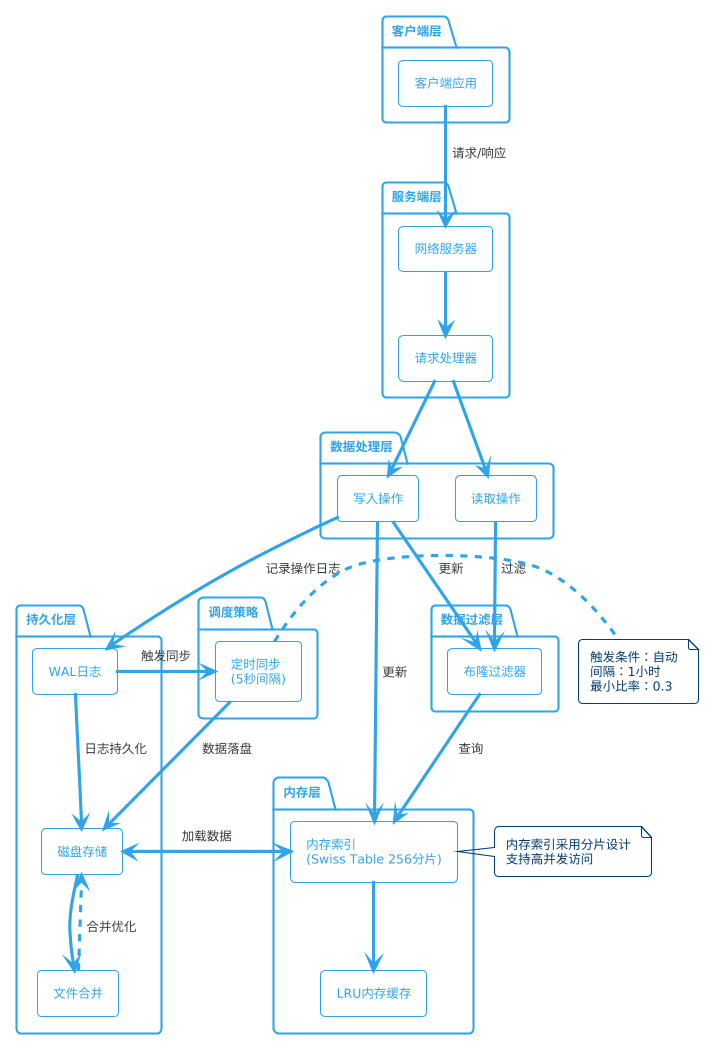 客户端层
客户端应用
请求/响应
服务端层
网络服务器
请求处理器
数据处理层
写入操作
读取操作
记录操作日志
更新
过滤
持久化层
调度策略
数据过滤层
触发同步
WAL日志
定时同步
(5秒间隔)
更新
布隆过滤器
触发条件：自动
间隔：1小时
最小比率：0.3
日志持久化
数据落盘
查询
内存层
加载数据
磁盘存储
内存索引
(Swiss Table 256分片)
内存索引采用分片设计
支持高并发访问
合并优化
文件合并
LRU内存缓存